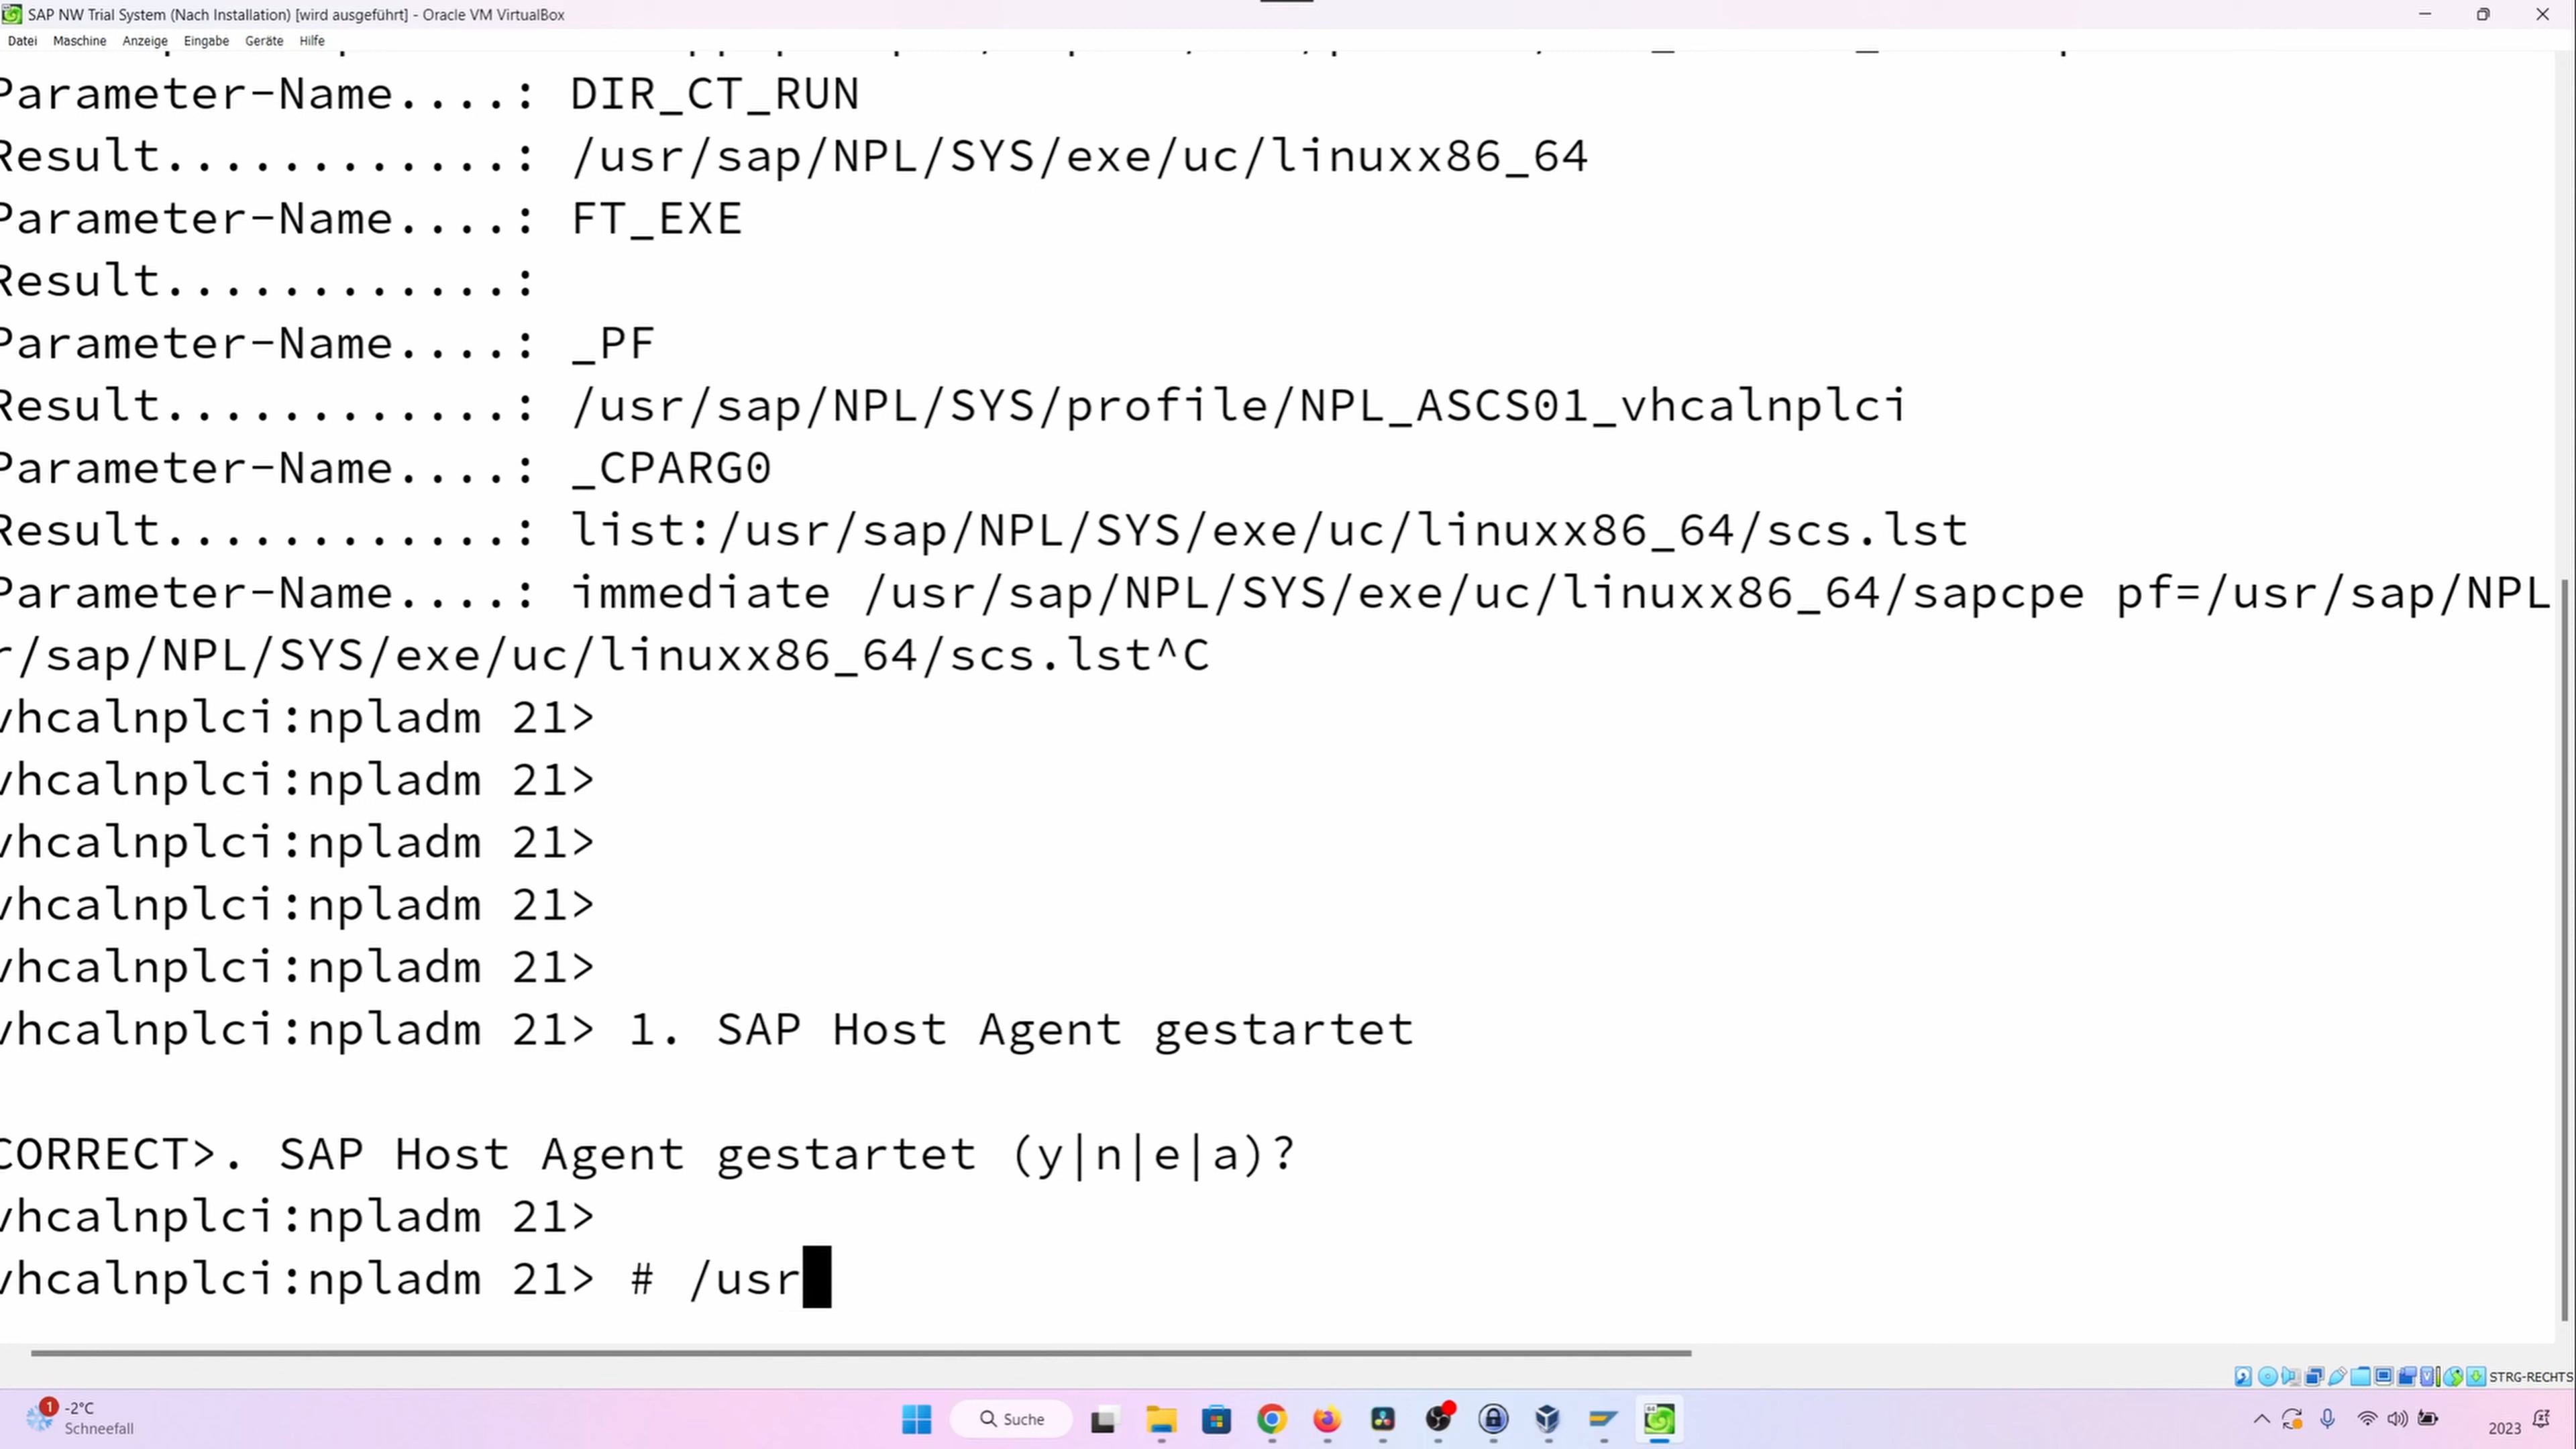 SAP NW Trial System (Nach Installation) [wird ausgeführt] - Oracle VM VirtualBox
Datei Maschine Anzeige Eingabe Geräte Hilfe
Parameter-Name....: DIR_CT_RUN
Result............: /usr/sap/NPL/SYS/exe/uc/linuxx86_64
Parameter-Name....: FT_EXE
Result............:
Parameter-Name....: _PF
Result............: /usr/sap/NPL/SYS/profile/NPL_ASCS01_vhcalnplci
Parameter-Name....: _CPARG0
Result............: list:/usr/sap/NPL/SYS/exe/uc/linuxx86_64/scs.lst
Parameter-Name....: immediate /usr/sap/NPL/SYS/exe/uc/linuxx86_64/sapcpe pf=/usr/sap/NPL
r/sap/NPL/SYS/exe/uc/linuxx86_64/scs.lst^C
vhcalnplci:npladm 21>
vhcalnplci:npladm 21>
vhcalnplci:npladm 21>
vhcalnplci:npladm 21>
vhcalnplci:npladm 21>
vhcalnplci:npladm 21> 1. SAP Host Agent gestartet
CORRECT>. SAP Host Agent gestartet (y|n|e|a)?
vhcalnplci:npladm 21>
vhcalnplci:npladm 21> # /usr
STRG-RECHTS
1
-2°C
Schneefall
Suche
2023